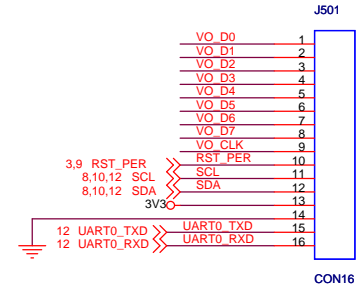 J501
VO_D0 1
VO_D1 2
VO_D2 3
VO_D3 4
VO_D4 5
VO_D5 6
VO_D6 7
VO_D7 8
VO_CLK 9
3,9 RST_PER RST_PER 10
8,10,12 SCL SCL 11
8,10,12 SDA SDA 12
3V3 13
14
12 UART0_TXD UART0_TXD 15
12 UART0_RXD UART0_RXD 16
CON16